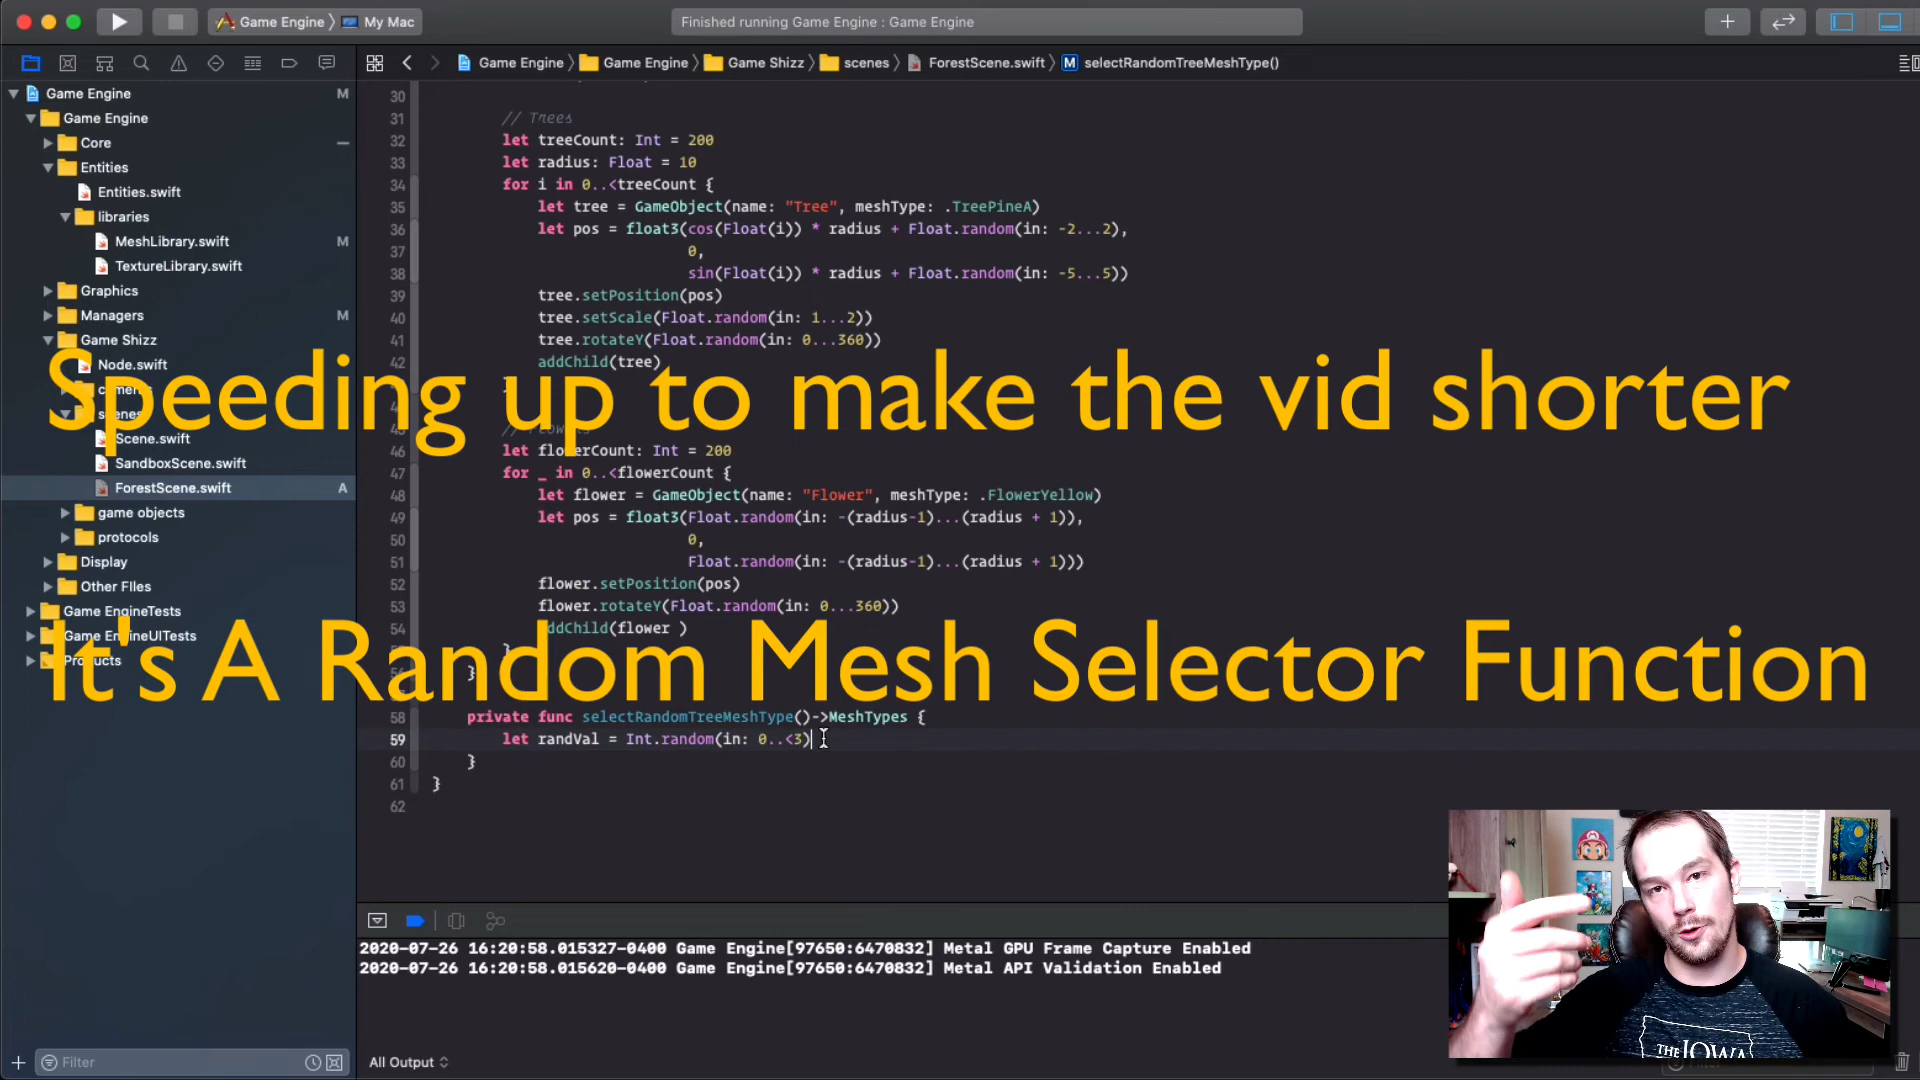 Game Engine 〉 My Mac
Finished running Game Engine : Game Engine
Game Engine 〉 Game Engine 〉 Game Shizz 〉 scenes 〉 ForestScene.swift 〉 M selectRandomTreeMeshType()
Game Engine M
Game Engine
Core –
Entities
Entities.swift
libraries
MeshLibrary.swift M
TextureLibrary.swift
Graphics
Managers M
Game Shizz
Node.swift
Scene.swift
SandboxScene.swift
ForestScene.swift A
game objects
protocols
Display
Other FIles
Game EngineTests
Game EngineUITests
Products
Filter
30
31 // Trees
32 let treeCount: Int = 200
33 let radius: Float = 10
34 for i in 0..<treeCount {
35 let tree = GameObject(name: "Tree", meshType: .TreePineA)
36 let pos = float3(cos(Float(i)) * radius + Float.random(in: -2...2),
37 0,
38 sin(Float(i)) * radius + Float.random(in: -5...5))
39 tree.setPosition(pos)
40 tree.setScale(Float.random(in: 1...2))
41 tree.rotateY(Float.random(in: 0...360))
42 addChild(tree)
Speeding up to make the vid shorter
46 let flowerCount: Int = 200
47 for _ in 0..<flowerCount {
48 let flower = GameObject(name: "Flower", meshType: .FlowerYellow)
49 let pos = float3(Float.random(in: -(radius-1)...(radius + 1)),
50 0,
51 Float.random(in: -(radius-1)...(radius + 1)))
52 flower.setPosition(pos)
53 flower.rotateY(Float.random(in: 0...360))
54 addChild(flower )
It's A Random Mesh Selector Function
58 private func selectRandomTreeMeshType()->MeshTypes {
59 let randVal = Int.random(in: 0..<3)
60 }
61 }
62
2020-07-26 16:20:58.015327-0400 Game Engine[97650:6470832] Metal GPU Frame Capture Enabled
2020-07-26 16:20:58.015620-0400 Game Engine[97650:6470832] Metal API Validation Enabled
All Output
THE IOWA